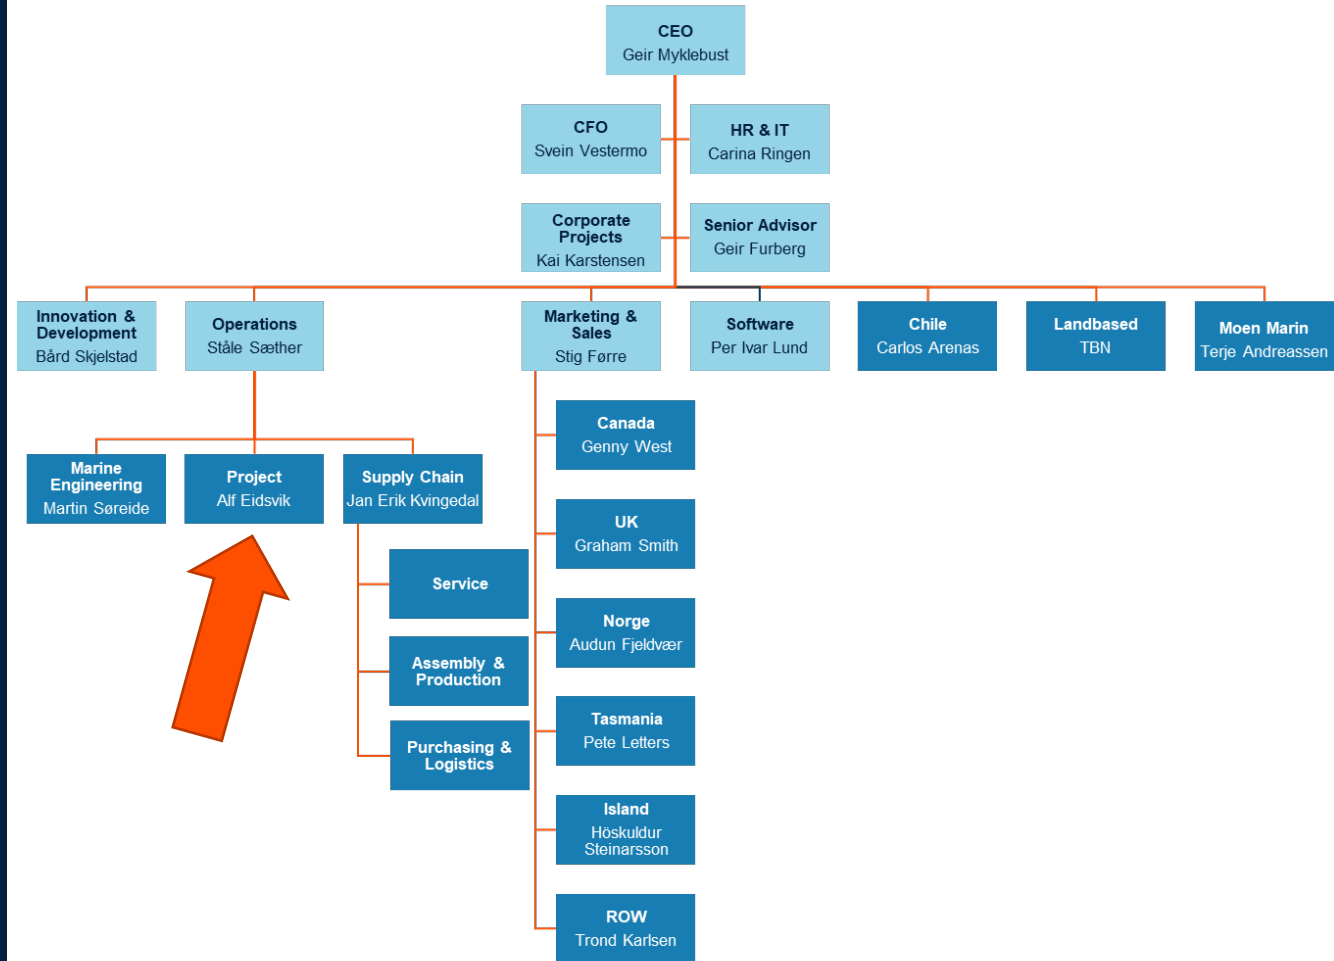 CEO
Geir Myklebust
CFO
Svein Vestermo
HR & IT
Carina Ringen
Corporate
Projects
Kai Karstensen
Senior Advisor
Geir Furberg
Innovation &
Development
Bård Skjelstad
Operations
Ståle Sæther
Marketing &
Sales
Stig Førre
Software
Per Ivar Lund
Chile
Carlos Arenas
Landbased
TBN
Moen Marin
Terje Andreassen
Marine
Engineering
Martin Søreide
Project
Alf Eidsvik
Supply Chain
Jan Erik Kvingedal
Service
Assembly &
Production
Purchasing &
Logistics
Canada
Genny West
UK
Graham Smith
Norge
Audun Fjeldvær
Tasmania
Pete Letters
Island
Höskuldur
Steinarsson
ROW
Trond Karlsen